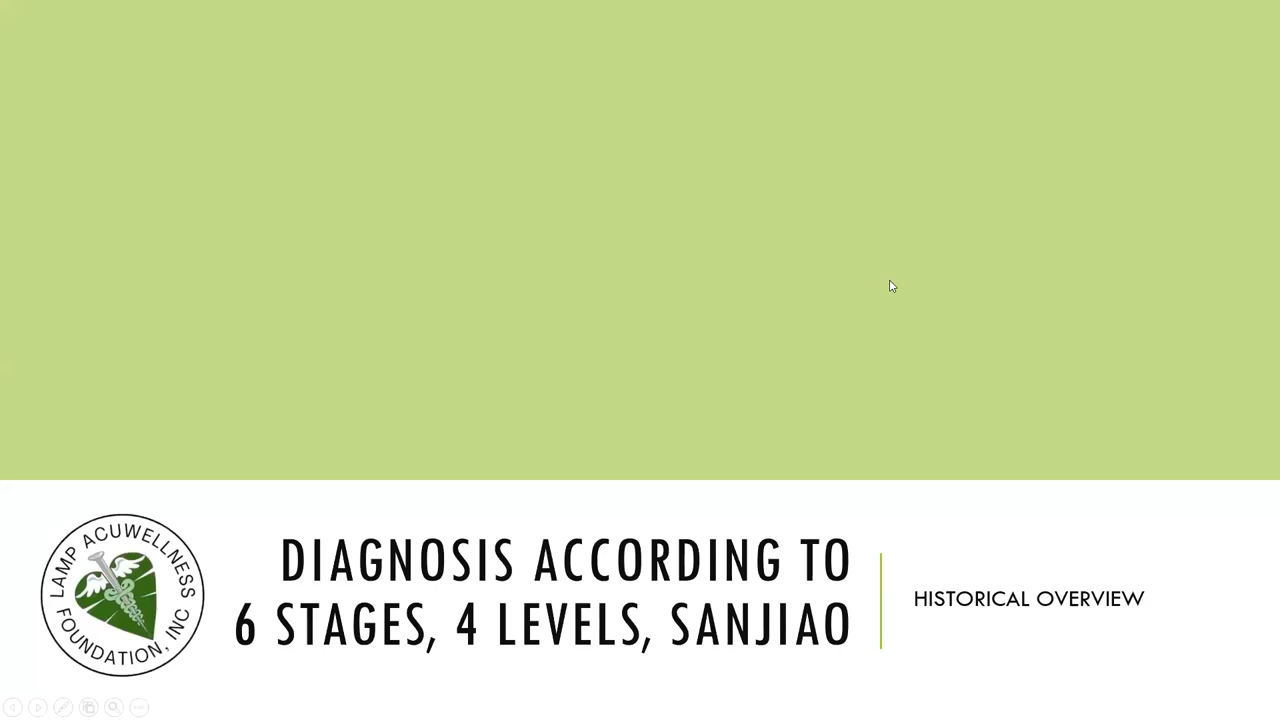 LAMP ACUWELLNESS
FOUNDATION, INC
DIAGNOSIS ACCORDING TO
6 STAGES, 4 LEVELS, SANJIAO
HISTORICAL OVERVIEW